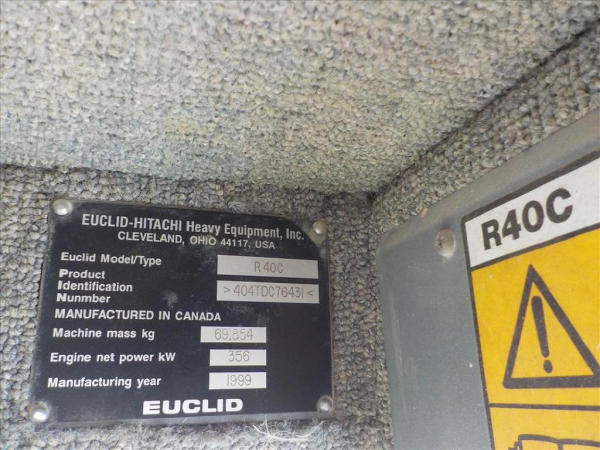 EUCLID-HITACHI Heavy Equipment, Inc.
CLEVELAND, OHIO 44117, USA
Euclid Model/Type R40C
Product
Identification
Nunmber >404TDC76431<
MANUFACTURED IN CANADA
Machine mass kg 69,854
Engine net power kW 356
Manufacturing year 1999
EUCLID
R40C